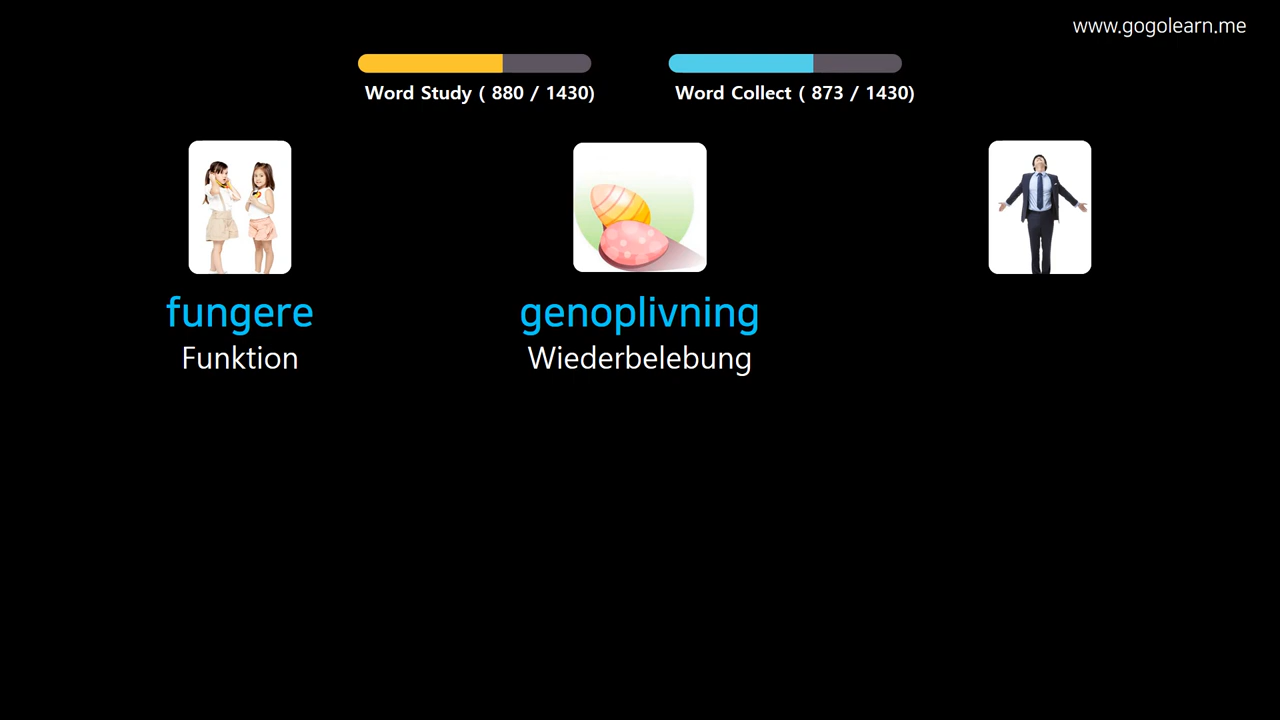 www.gogolearn.me
Word Study ( 880 / 1430)
Word Collect ( 873 / 1430)
fungere
Funktion
genoplivning
Wiederbelebung